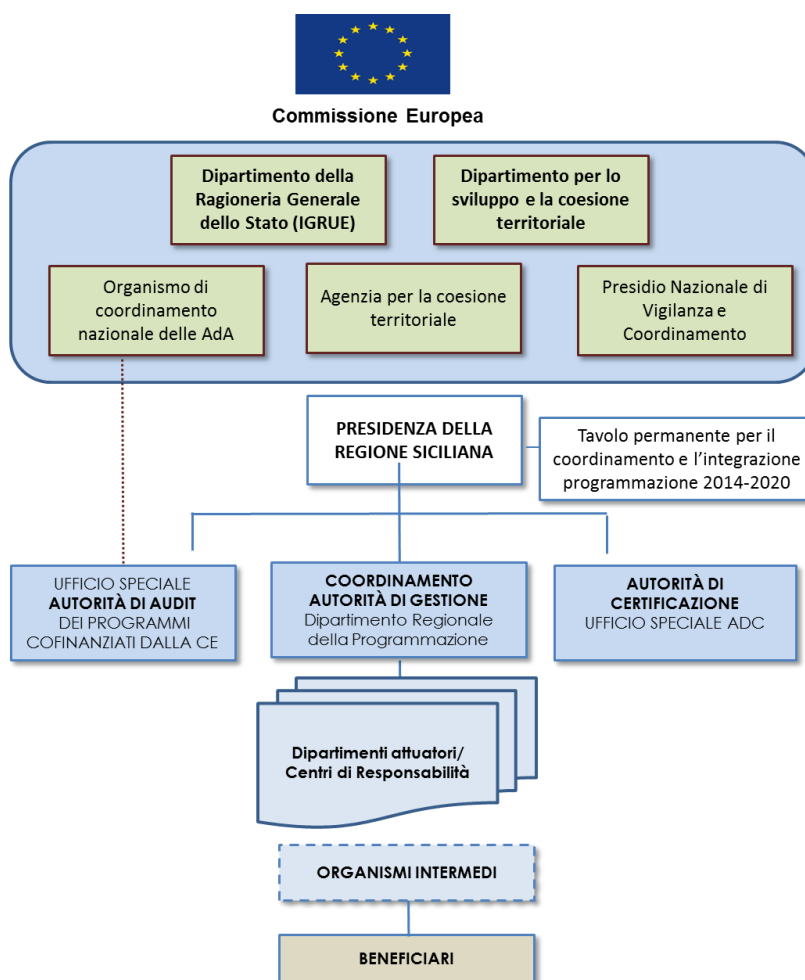 Commissione Europea
Dipartimento della
Ragioneria Generale
dello Stato (IGRUE)
Dipartimento per lo
sviluppo e la coesione
territoriale
Organismo di
coordinamento
nazionale delle AdA
Agenzia per la coesione
territoriale
Presidio Nazionale di
Vigilanza e
Coordinamento
PRESIDENZA DELLA
REGIONE SICILIANA
Tavolo permanente per il
coordinamento e l'integrazione
programmazione 2014-2020
UFFICIO SPECIALE
AUTORITÀ DI AUDIT
DEI PROGRAMMI
COFINANZIATI DALLA CE
COORDINAMENTO
AUTORITÀ DI GESTIONE
Dipartimento Regionale
della Programmazione
AUTORITÀ DI
CERTIFICAZIONE
UFFICIO SPECIALE ADC
Dipartimenti attuatori/
Centri di Responsabilità
ORGANISMI INTERMEDI
BENEFICIARI